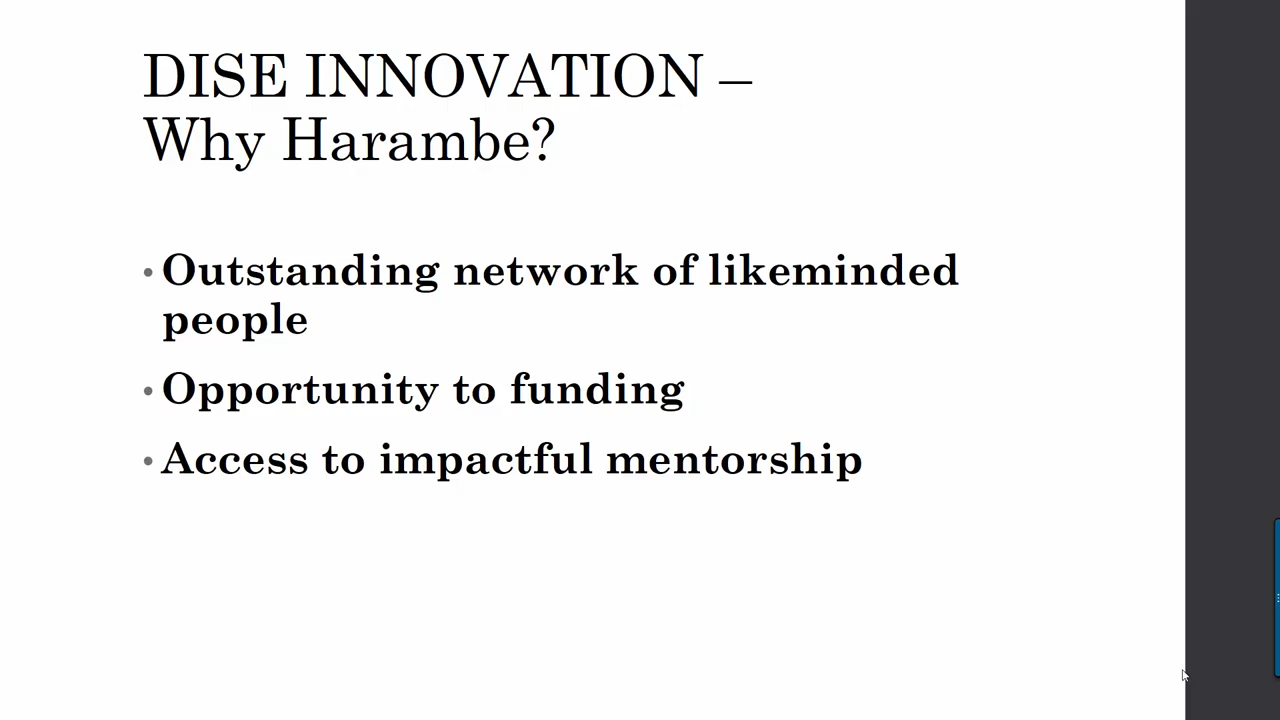 DISE INNOVATION –
Why Harambe?
• Outstanding network of likeminded
people
• Opportunity to funding
• Access to impactful mentorship